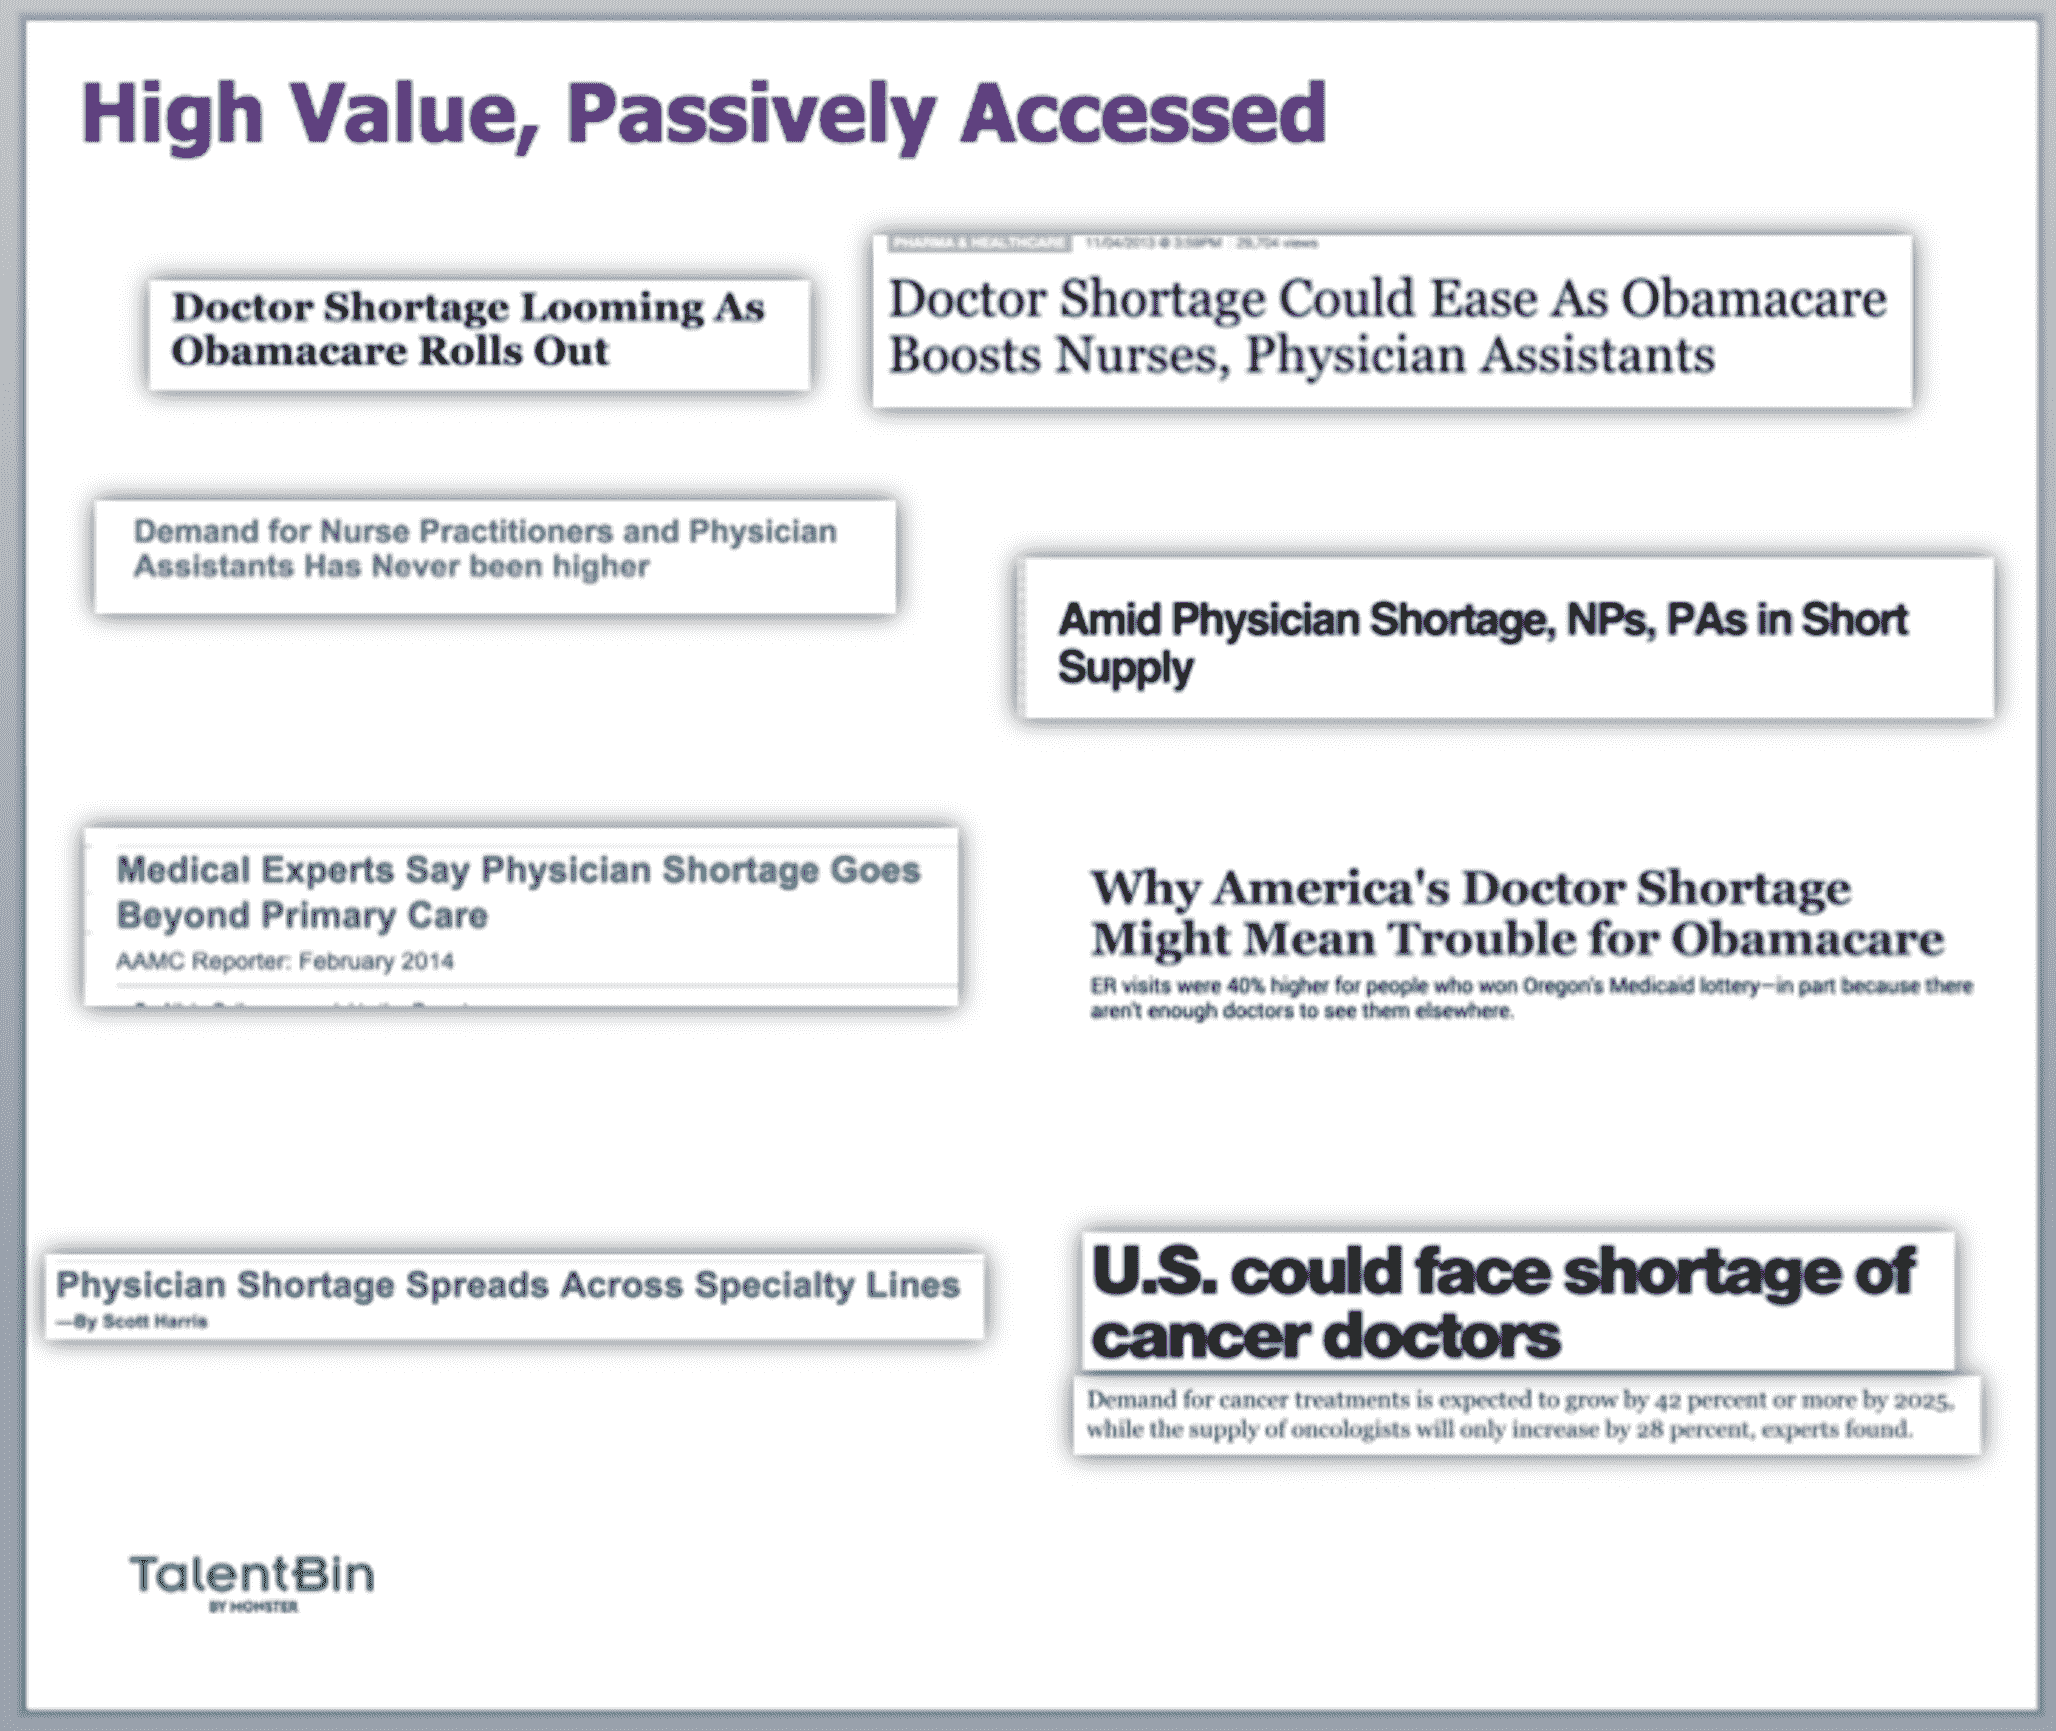 High Value, Passively Accessed
Doctor Shortage Looming As
Obamacare Rolls Out
PHARMA & HEALTHCARE 11/04/2013 @ 3:59PM 29,704 views
Doctor Shortage Could Ease As Obamacare
Boosts Nurses, Physician Assistants
Demand for Nurse Practitioners and Physician
Assistants Has Never been higher
Amid Physician Shortage, NPs, PAs in Short
Supply
Medical Experts Say Physician Shortage Goes
Beyond Primary Care
AAMC Reporter: February 2014
Why America's Doctor Shortage
Might Mean Trouble for Obamacare
ER visits were 40% higher for people who won Oregon's Medicaid lottery—in part because there
aren't enough doctors to see them elsewhere.
Physician Shortage Spreads Across Specialty Lines
—By Scott Harris
U.S. could face shortage of
cancer doctors
Demand for cancer treatments is expected to grow by 42 percent or more by 2025,
while the supply of oncologists will only increase by 28 percent, experts found.
TalentBin
BY MONSTER